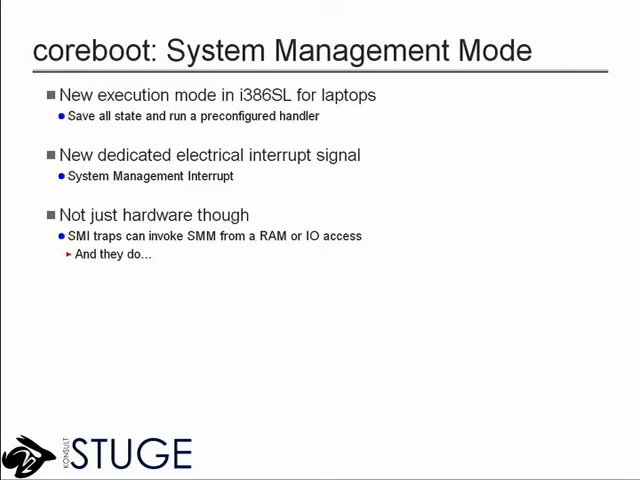 coreboot: System Management Mode
New execution mode in i386SL for laptops
Save all state and run a preconfigured handler
New dedicated electrical interrupt signal
System Management Interrupt
Not just hardware though
SMI traps can invoke SMM from a RAM or IO access
And they do...
KONSULT
STUGE